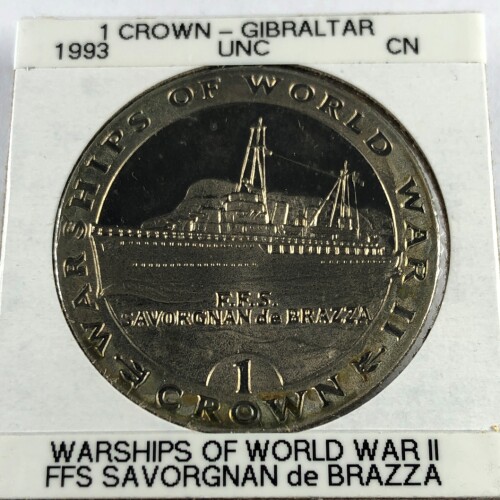 1 CROWN – GIBRALTAR
1993 UNC CN
WARSHIPS OF WORLD WAR II
F.F.S.
SAVORGNAN de BRAZZA
1
CROWN
WARSHIPS OF WORLD WAR II
FFS SAVORGNAN de BRAZZA